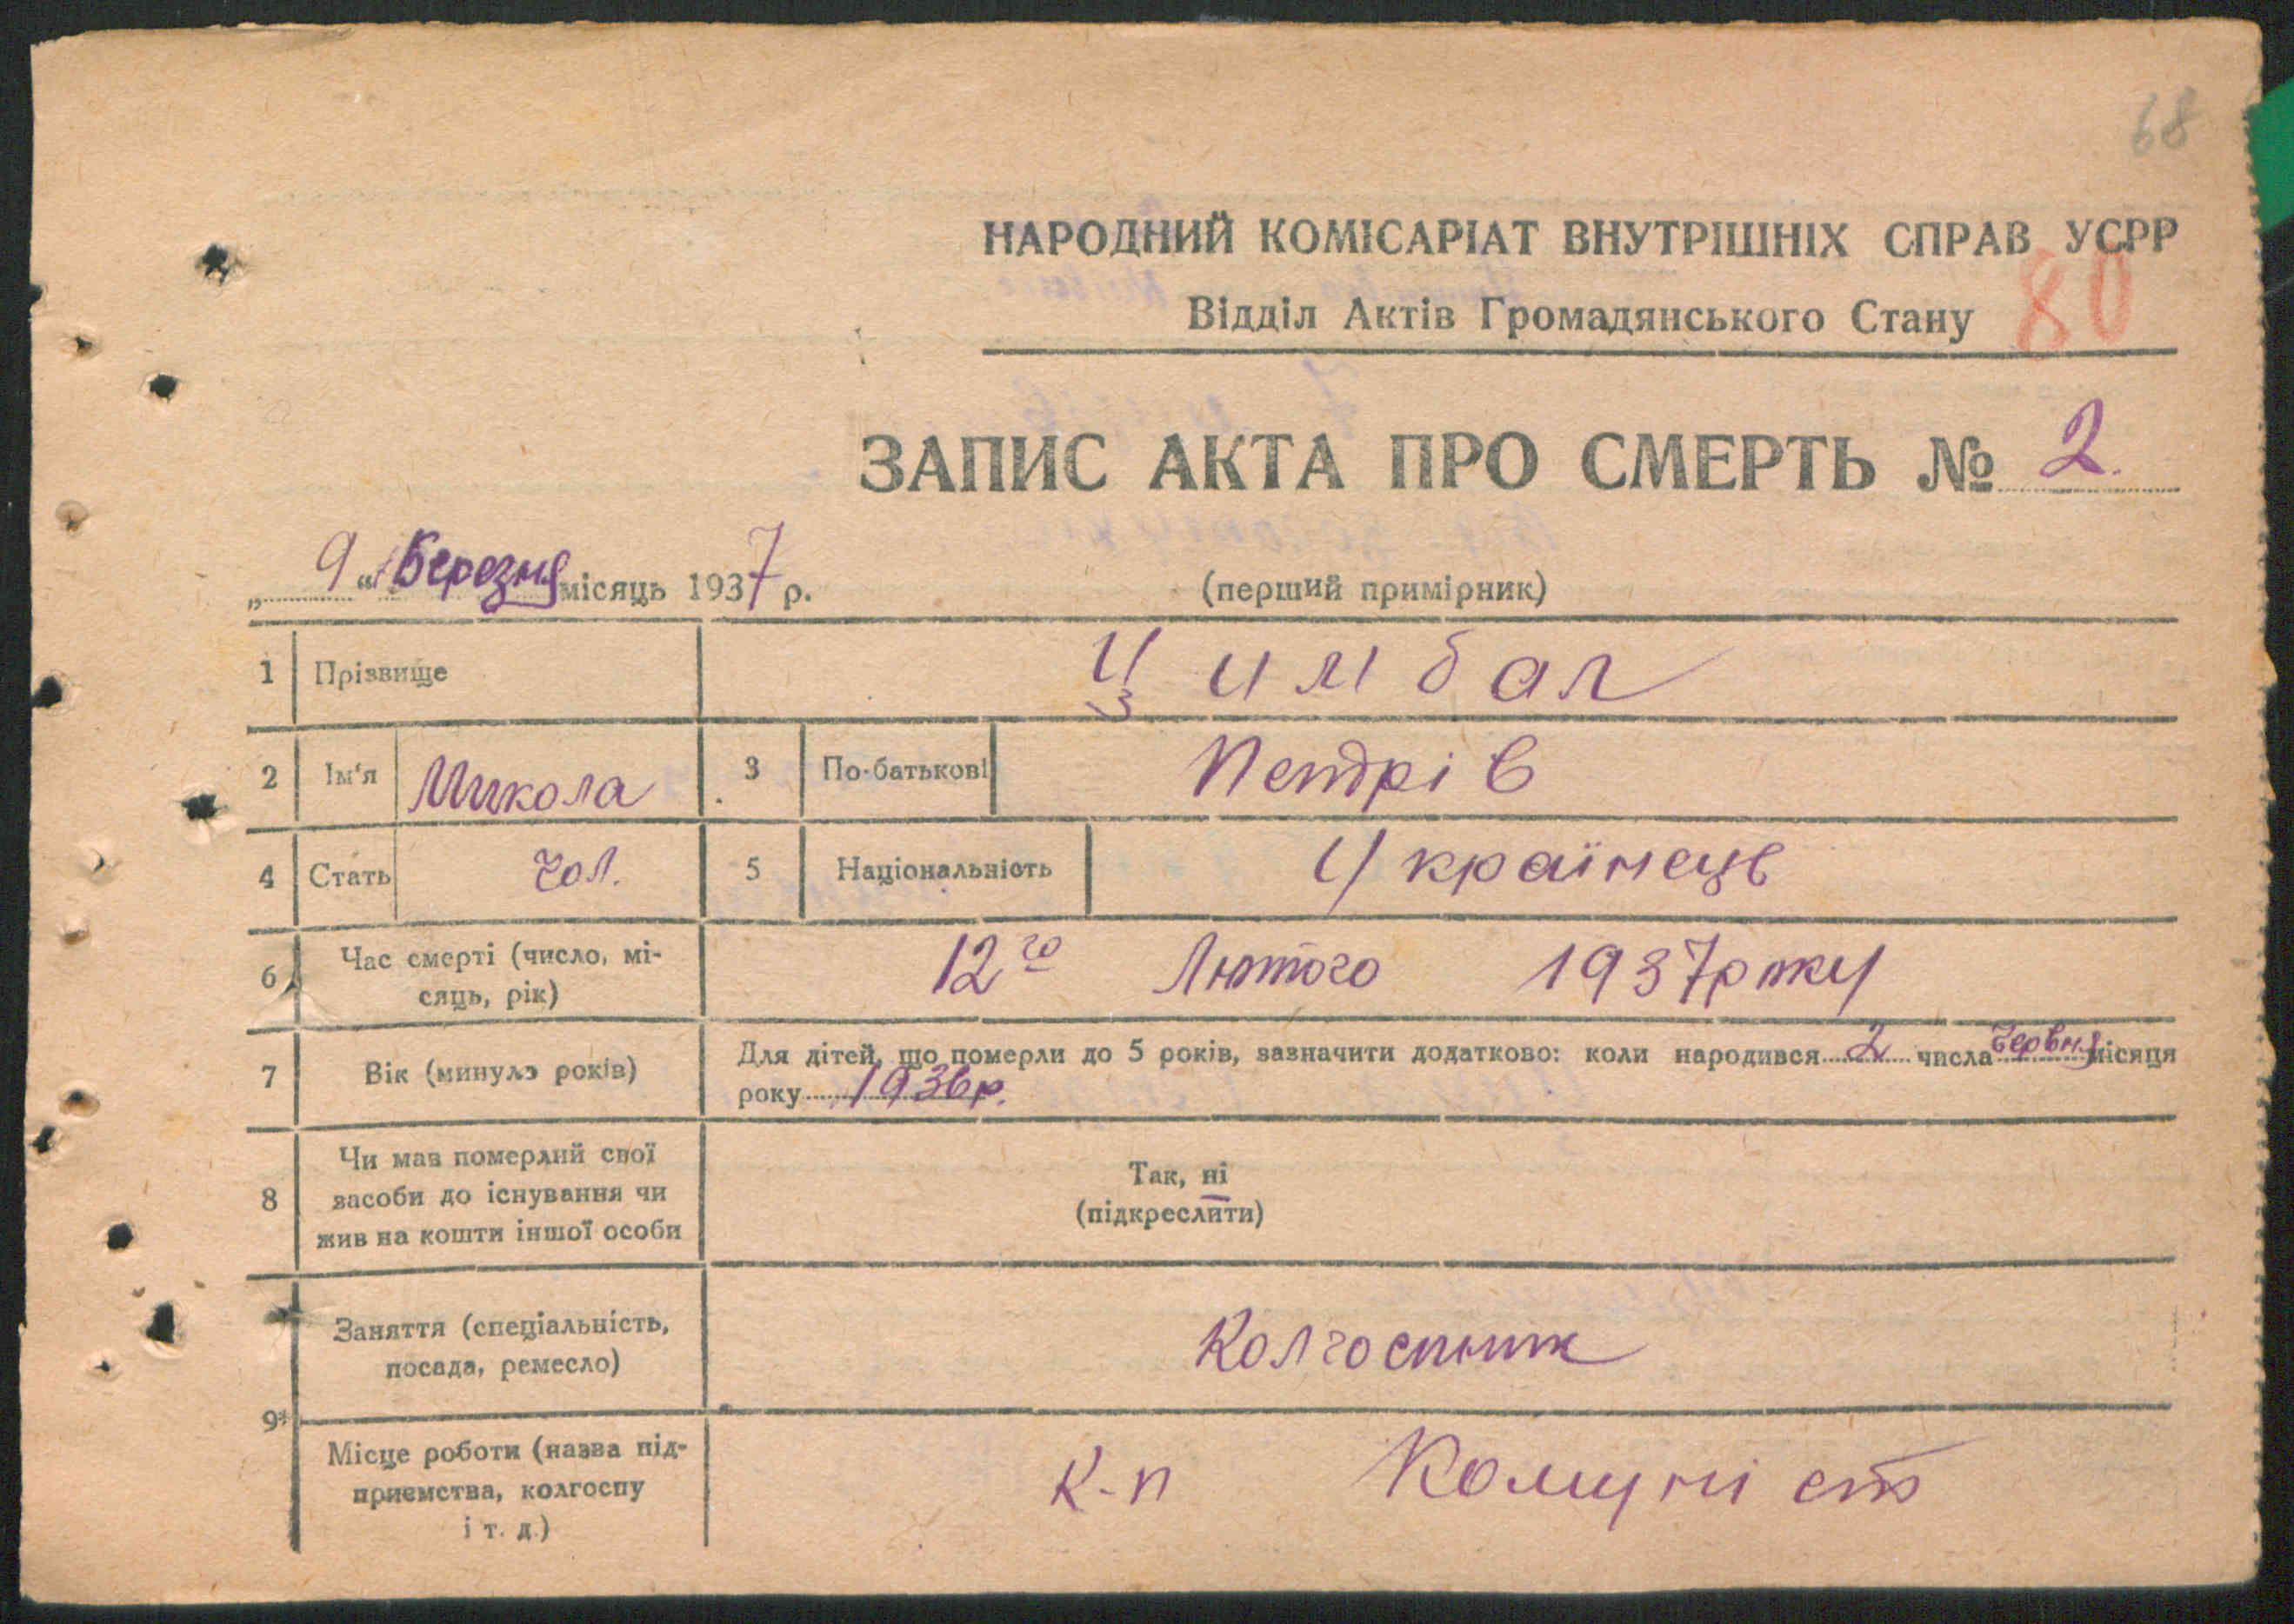 68
НАРОДНИЙ КОМІСАРІАТ ВНУТРІШНІХ СПРАВ УСРР
Відділ Актів Громадянського Стану 80
ЗАПИС АКТА ПРО СМЕРТЬ № 2.
„9“ Березня місяць 1937 р. (перший примірник)
1 Прізвище Цимбал
2 Ім'я Микола 3 По-батькові Петрів
4 Стать Чол. 5 Національність Українець
6 Час смерті (число, мі-
сяць, рік) 12го Лютого 1937 року
7 Вік (минуло років) Для дітей, що померли до 5 років, зазначити додатково: коли народився 2 числа Червня місяця
року 1936 р.
8 Чи мав померлий свої
засоби до існування чи
жив на кошти іншої особи
Так, ні
(підкреслити)
9* Заняття (спеціальність,
посада, ремесло) Колгоспник
Місце роботи (назва під-
приємства, колгоспу
і т. д.) К-п Комуніст